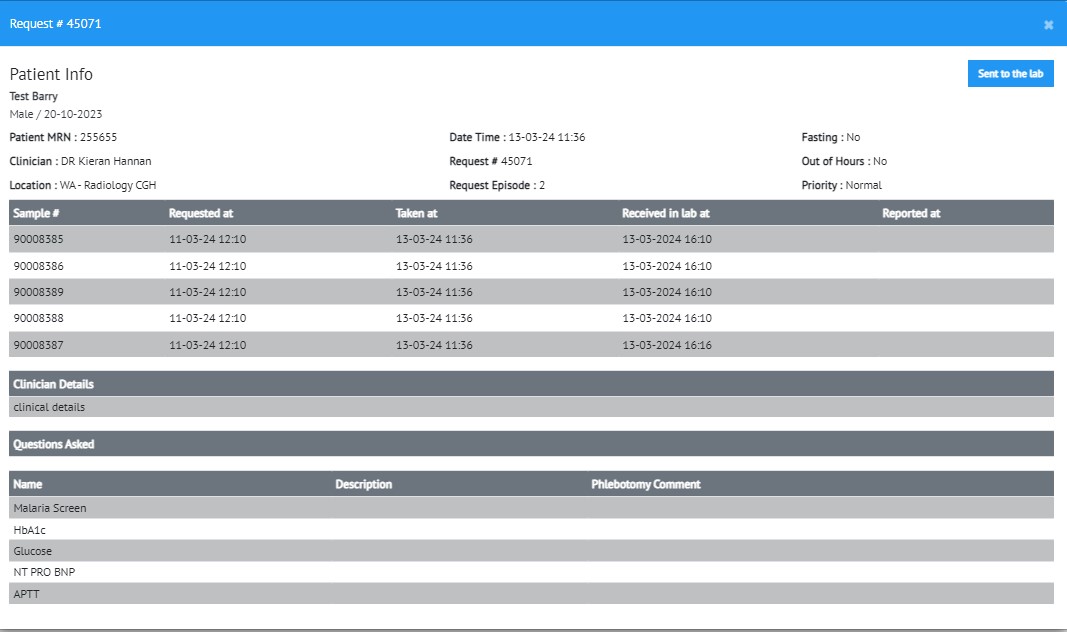 Request # 45071
Patient Info
Sent to the lab
Test Barry
Male / 20-10-2023
Patient MRN : 255655 Date Time : 13-03-24 11:36 Fasting : No
Clinician : DR Kieran Hannan Request # 45071 Out of Hours : No
Location : WA - Radiology CGH Request Episode : 2 Priority : Normal
Sample # Requested at Taken at Received in lab at Reported at
90008385 11-03-24 12:10 13-03-24 11:36 13-03-2024 16:10
90008386 11-03-24 12:10 13-03-24 11:36 13-03-2024 16:10
90008389 11-03-24 12:10 13-03-24 11:36 13-03-2024 16:10
90008388 11-03-24 12:10 13-03-24 11:36 13-03-2024 16:10
90008387 11-03-24 12:10 13-03-24 11:36 13-03-2024 16:16
Clinician Details
clinical details
Questions Asked
Name Description Phlebotomy Comment
Malaria Screen
HbA1c
Glucose
NT PRO BNP
APTT